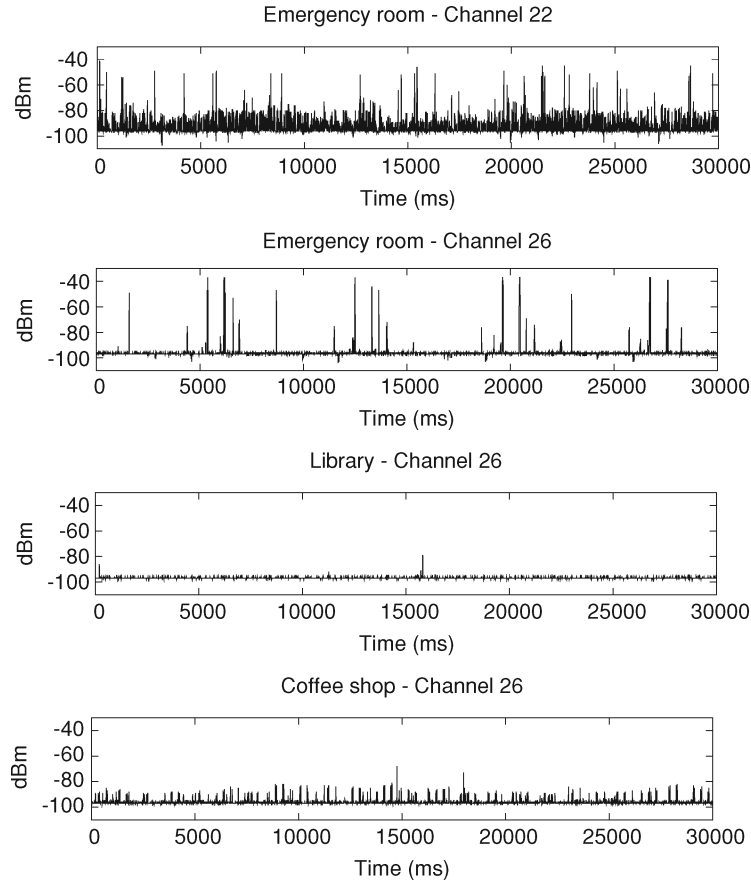 Emergency room - Channel 22
-40
-60
-80
-100
dBm
0 5000 10000 15000 20000 25000 30000
Time (ms)
Emergency room - Channel 26
-40
-60
-80
-100
dBm
0 5000 10000 15000 20000 25000 30000
Time (ms)
Library - Channel 26
-40
-60
-80
-100
dBm
0 5000 10000 15000 20000 25000 30000
Time (ms)
Coffee shop - Channel 26
-40
-60
-80
-100
dBm
0 5000 10000 15000 20000 25000 30000
Time (ms)